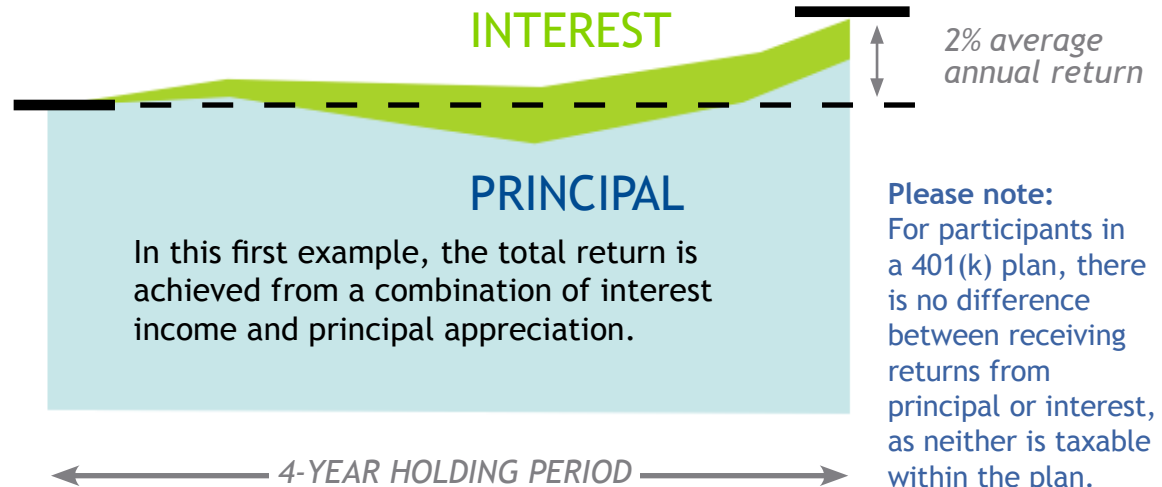 INTEREST
2% average
annual return
PRINCIPAL
In this first example, the total return is
achieved from a combination of interest
income and principal appreciation.
Please note:
For participants in
a 401(k) plan, there
is no difference
between receiving
returns from
principal or interest,
as neither is taxable
within the plan.
4-YEAR HOLDING PERIOD